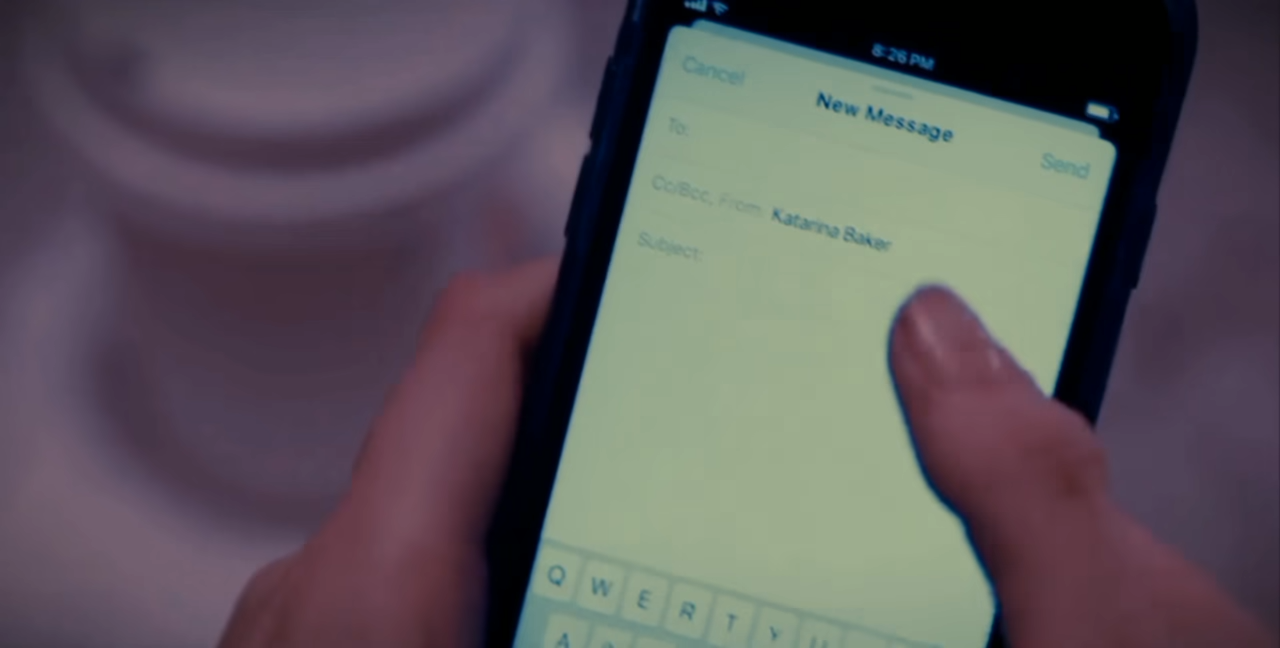 8:26 PM
Cancel
New Message
Send
To:
Cc/Bcc, From: Katarina Baker
Subject:
Q W E R T Y U
A